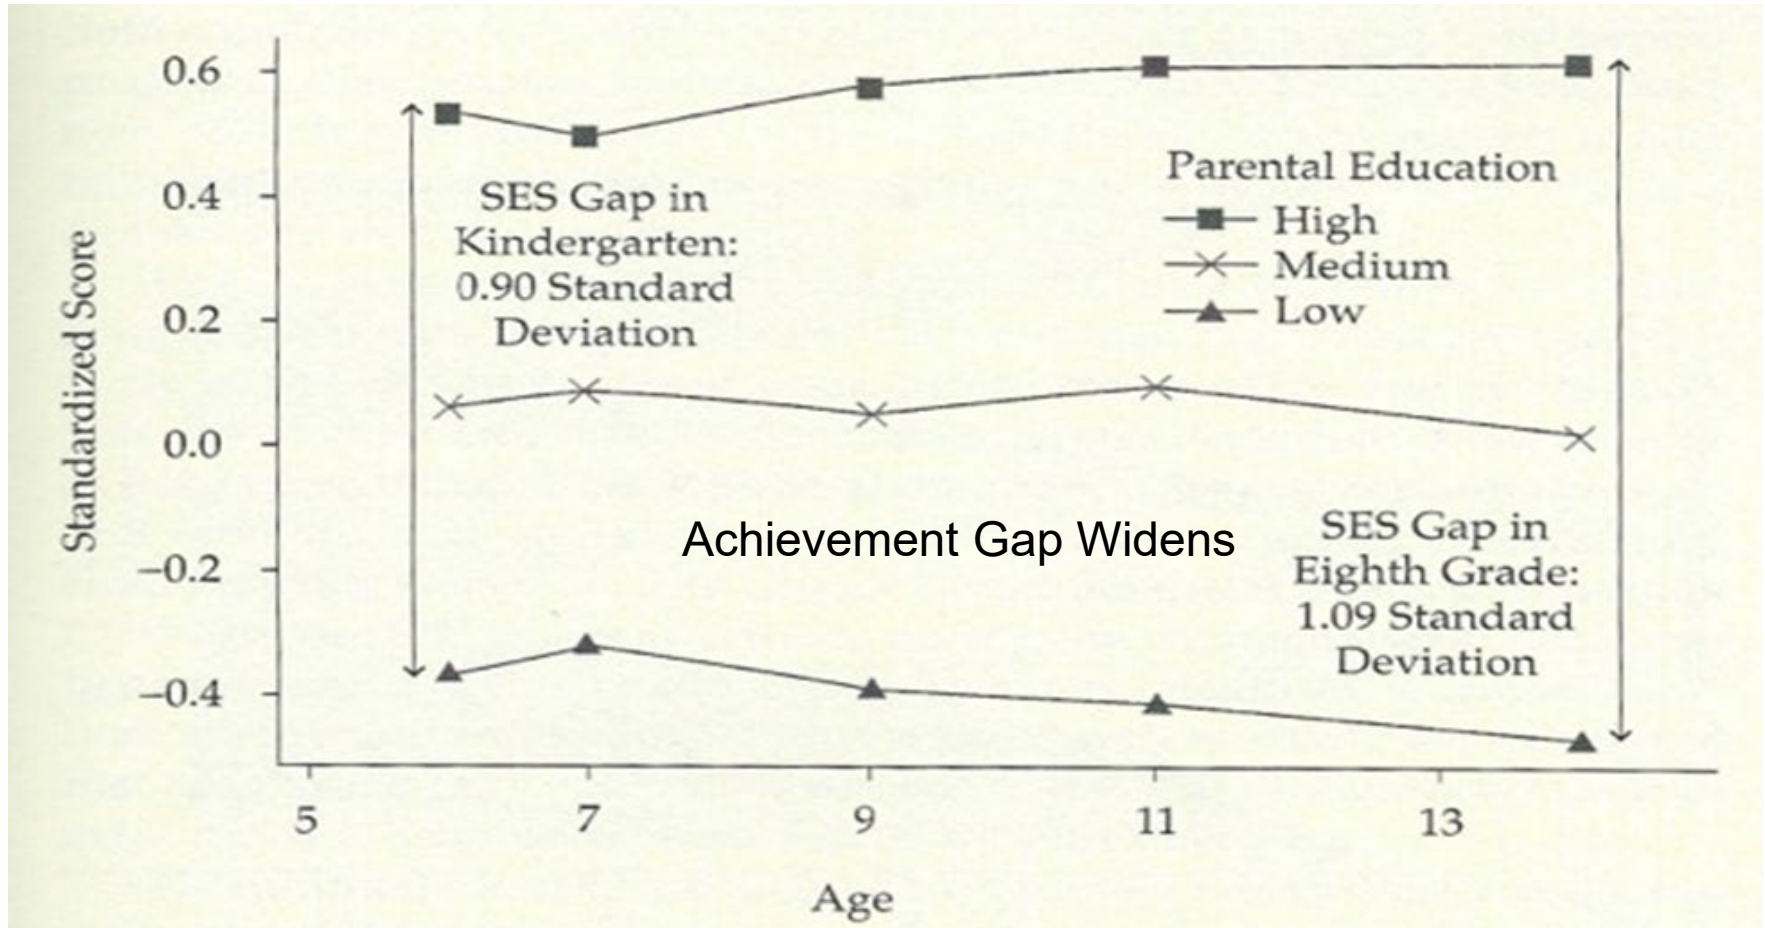 0.6
0.4
0.2
0.0
–0.2
–0.4
Standardized Score
SES Gap in
Kindergarten:
0.90 Standard
Deviation
Parental Education
High
Medium
Low
Achievement Gap Widens
SES Gap in
Eighth Grade:
1.09 Standard
Deviation
5 7 9 11 13
Age